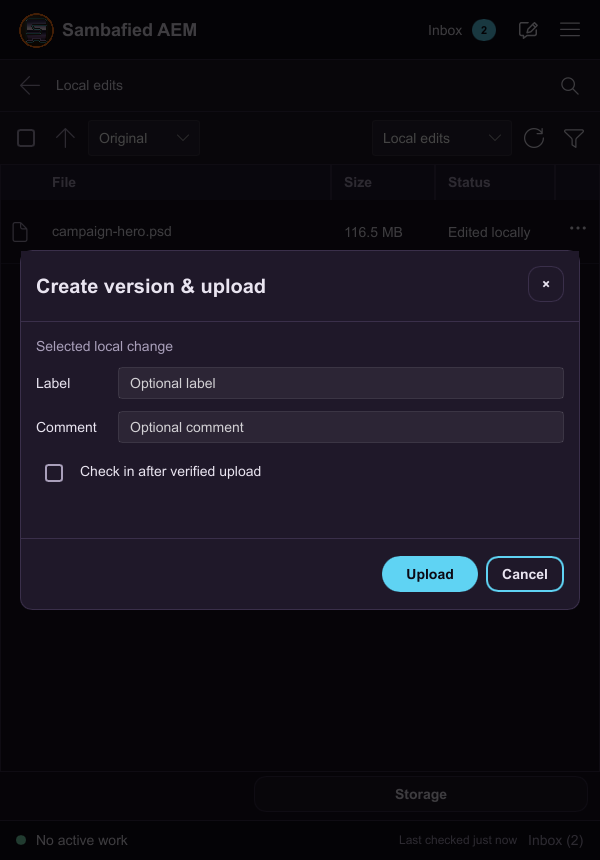 Sambafied AEM
Inbox 2
Local edits
Original
Local edits
File Size Status
campaign-hero.psd 116.5 MB Edited locally
Create version & upload
Selected local change
Label Optional label
Comment Optional comment
Check in after verified upload
Upload Cancel
Storage
No active work Last checked just now Inbox (2)